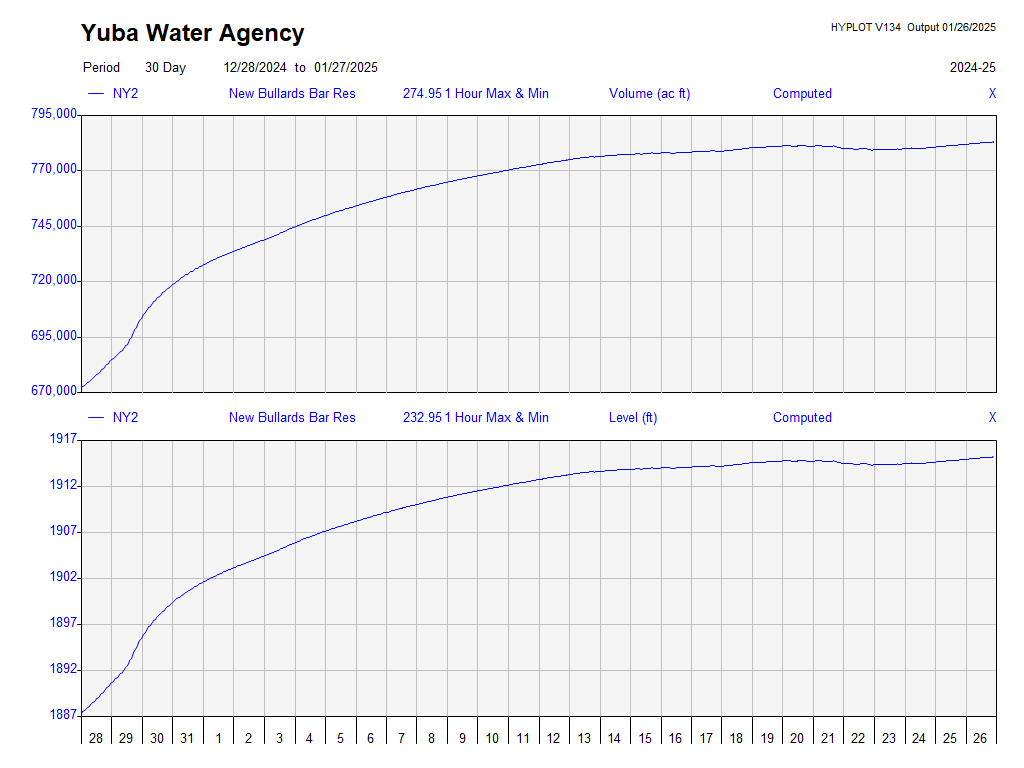 Yuba Water Agency
HYPLOT V134 Output 01/26/2025
Period 30 Day 12/28/2024 to 01/27/2025 2024-25
NY2 New Bullards Bar Res 274.95 1 Hour Max & Min Volume (ac ft) Computed X
795,000
770,000
745,000
720,000
695,000
670,000
NY2 New Bullards Bar Res 232.95 1 Hour Max & Min Level (ft) Computed X
1917
1912
1907
1902
1897
1892
1887
28 29 30 31 1 2 3 4 5 6 7 8 9 10 11 12 13 14 15 16 17 18 19 20 21 22 23 24 25 26